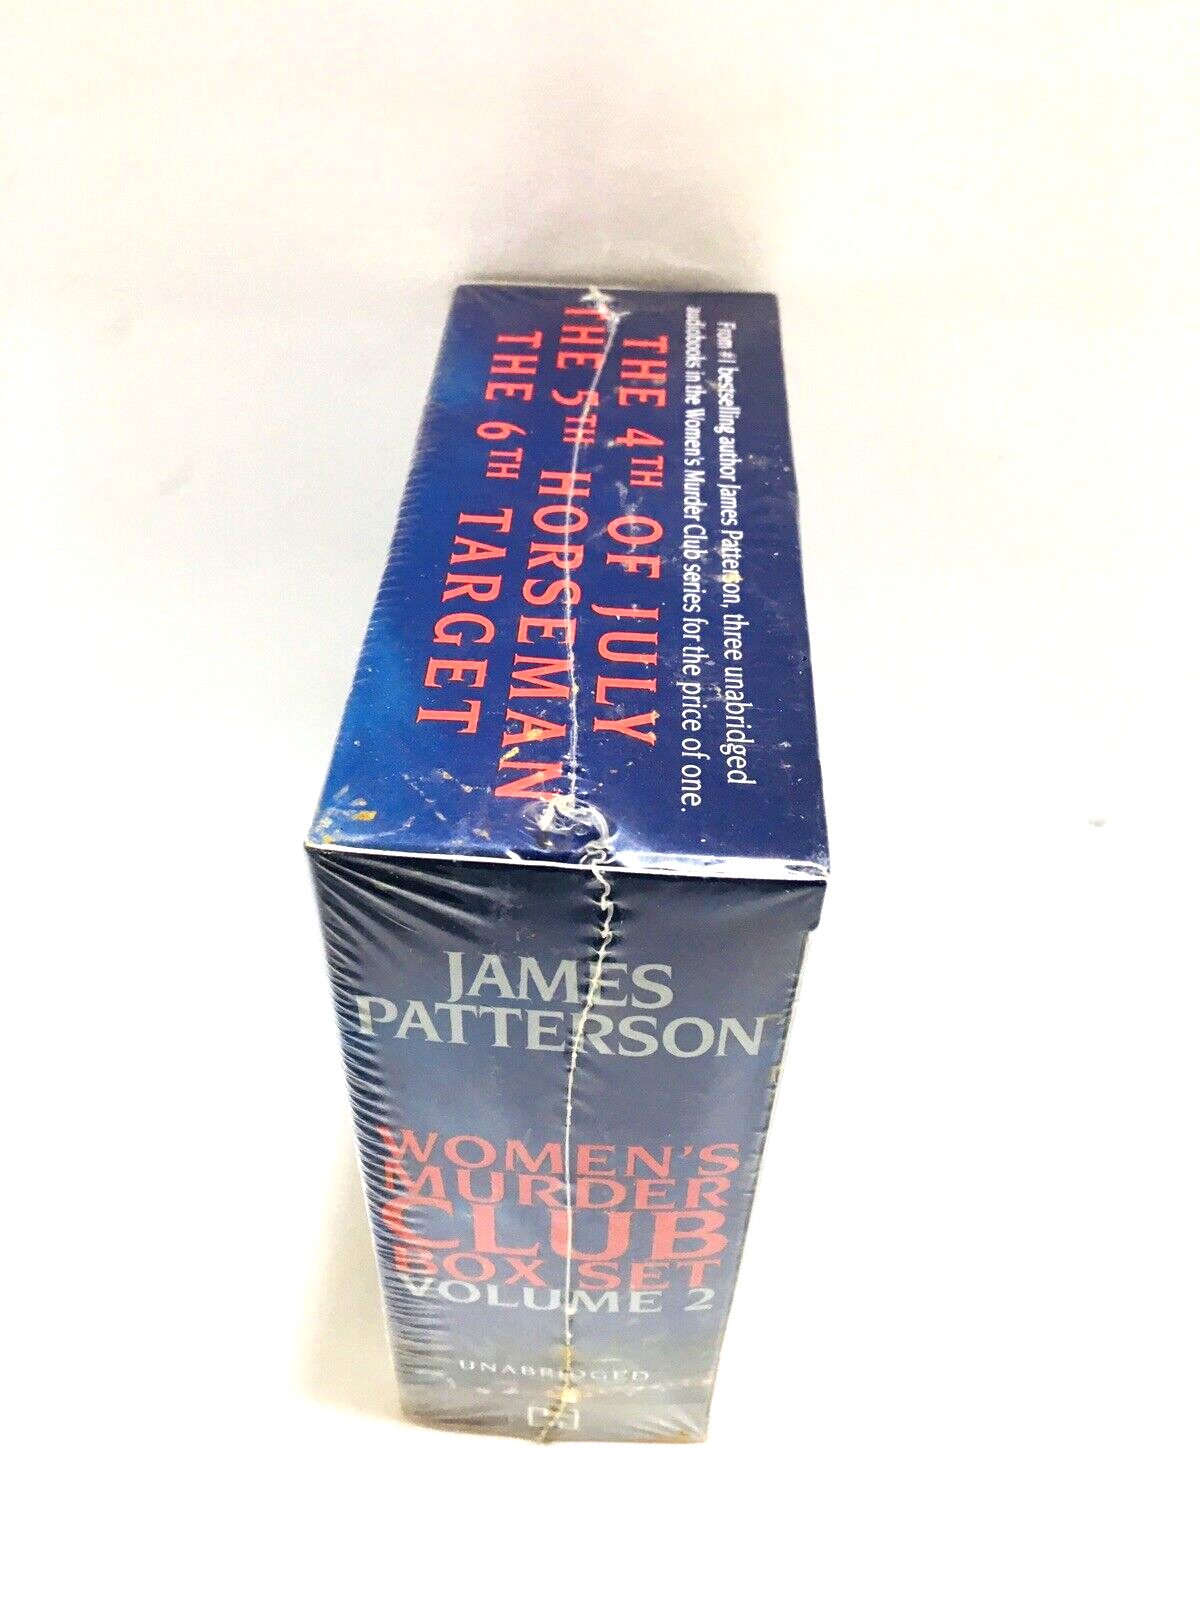 From #1 bestselling author James Patterson, three unabridged
audiobooks in the Women's Murder Club series for the price of one.
THE 4TH OF JULY
THE 5TH HORSEMAN
THE 6TH TARGET
JAMES
PATTERSON
WOMEN'S
MURDER
CLUB
BOX SET
VOLUME 2
UNABRIDGED